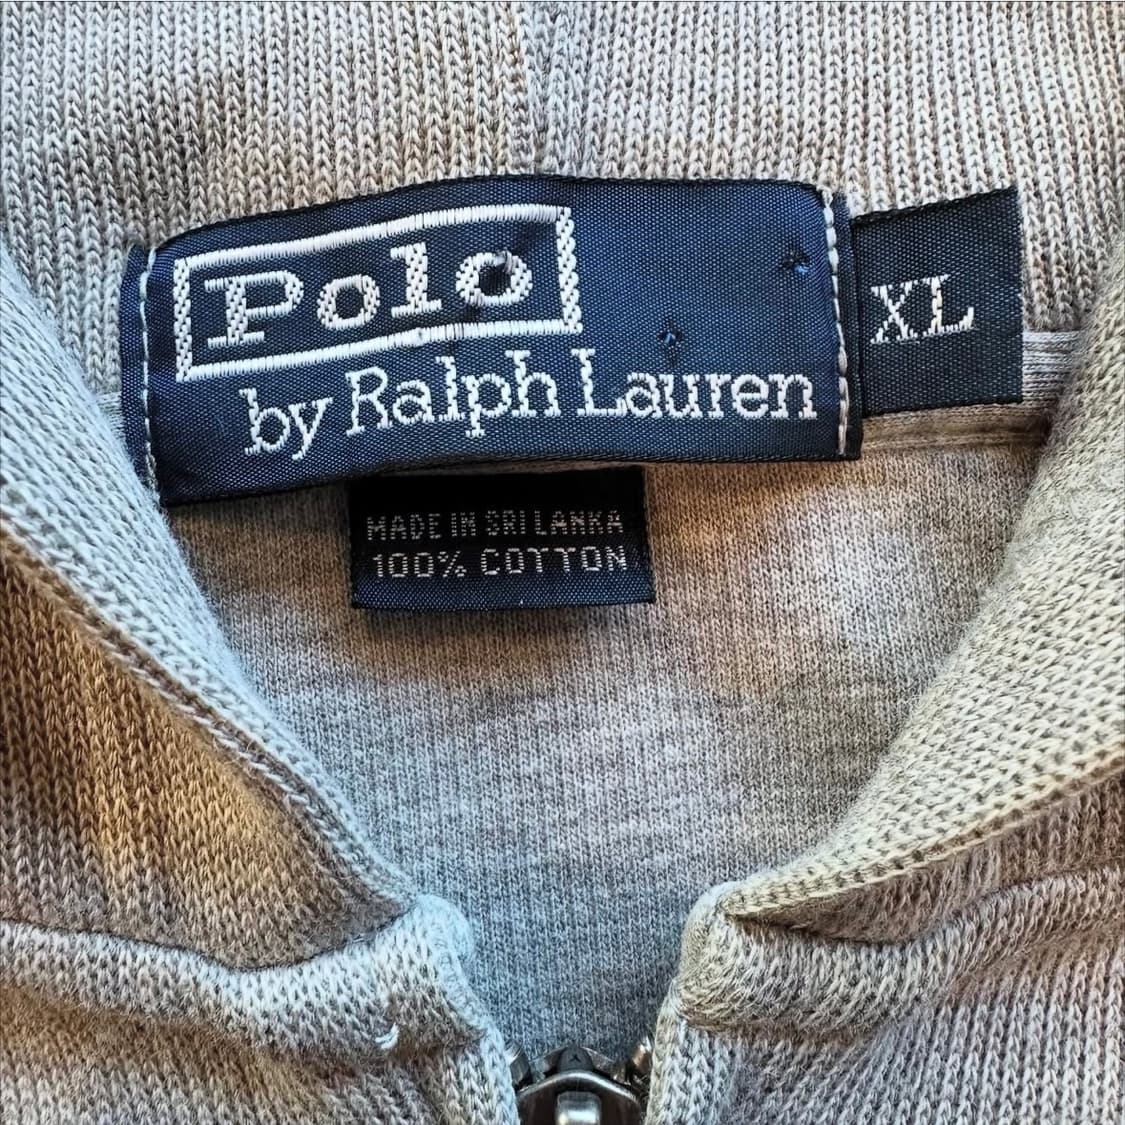 Polo
by Ralph Lauren
XL
MADE IN SRI LANKA
100% COTTON